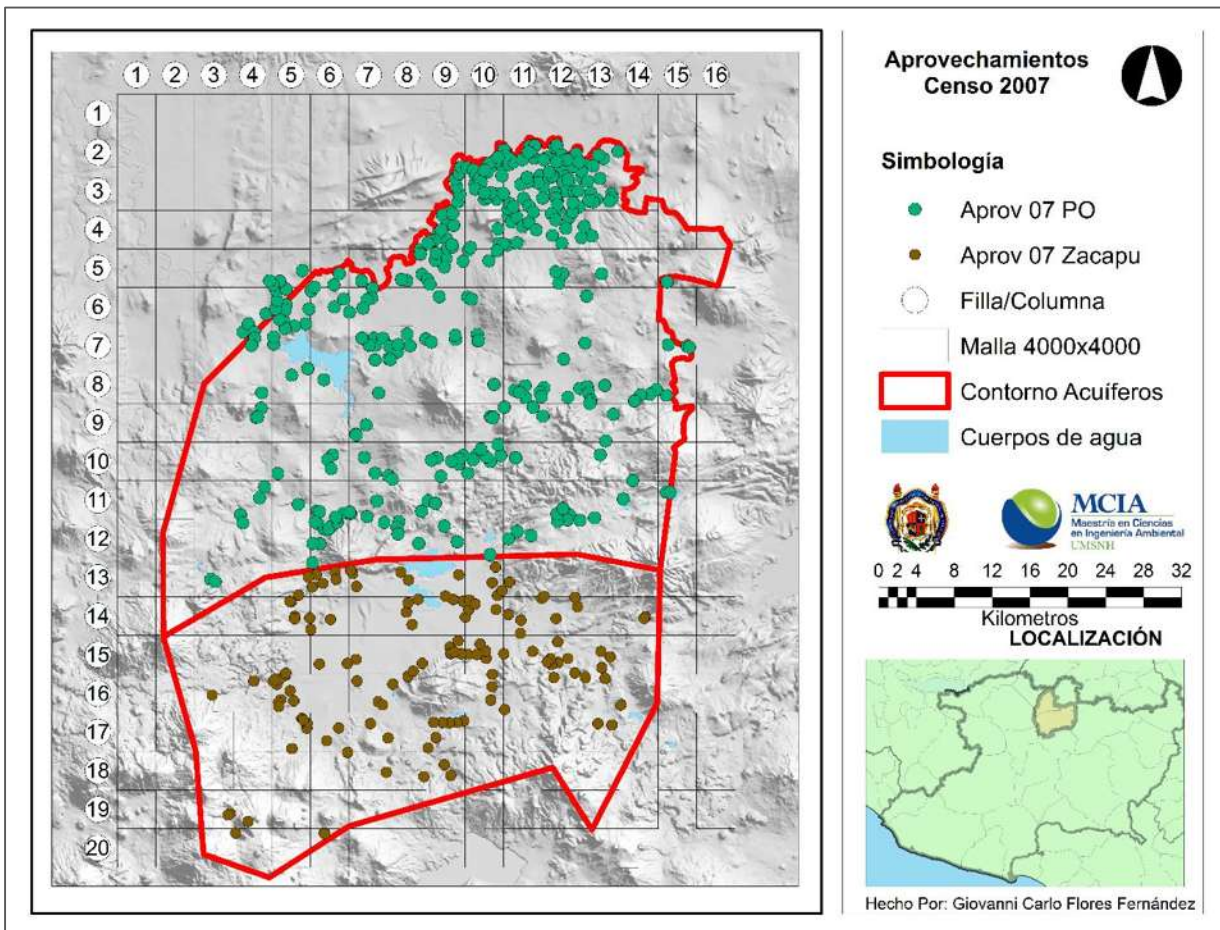 1 2 3 4 5 6 7 8 9 10 11 12 13 14 15 16
1
2
3
4
5
6
7
8
9
10
11
12
13
14
15
16
17
18
19
20
Aprovechamientos
Censo 2007
Simbología
Aprov 07 PO
Aprov 07 Zacapu
Filla/Columna
Malla 4000x4000
Contorno Acuíferos
Cuerpos de agua
MCIA
Maestría en Ciencias
en Ingeniería Ambiental
UMSNH
0 2 4 8 12 16 20 24 28 32
Kilometros
LOCALIZACIÓN
Hecho Por: Giovanni Carlo Flores Fernández